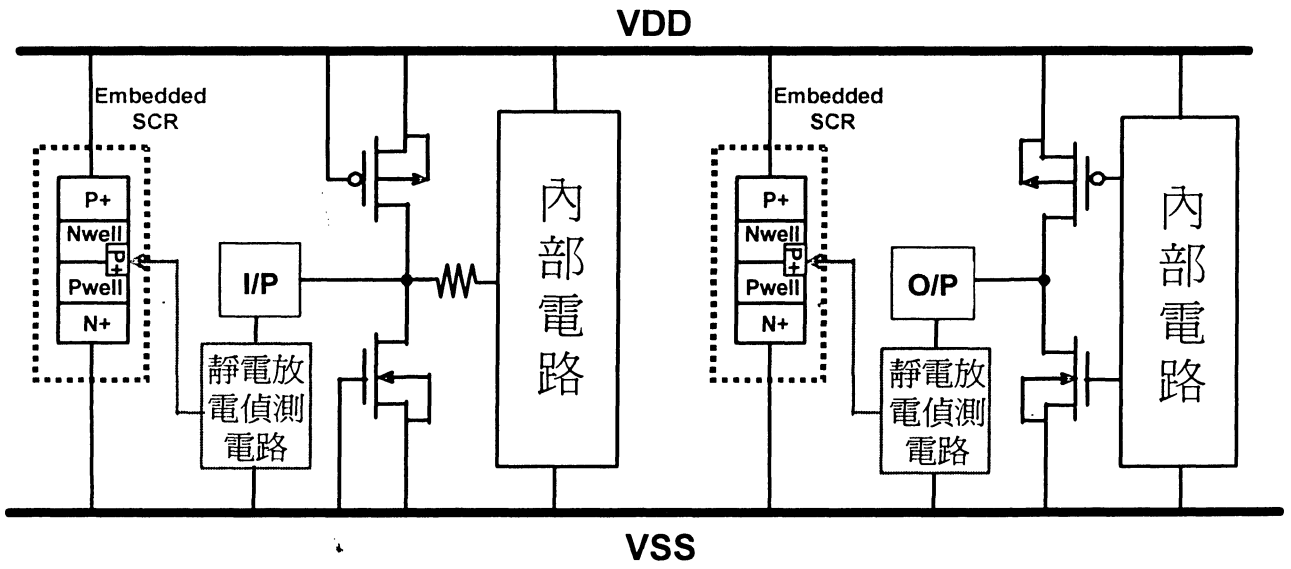 VDD
Embedded
SCR
P+
Nwell
P+
Pwell
N+
I/P
靜電放
電偵測
電路
內部電路
Embedded
SCR
P+
Nwell
P+
Pwell
N+
O/P
靜電放
電偵測
電路
內部電路
VSS